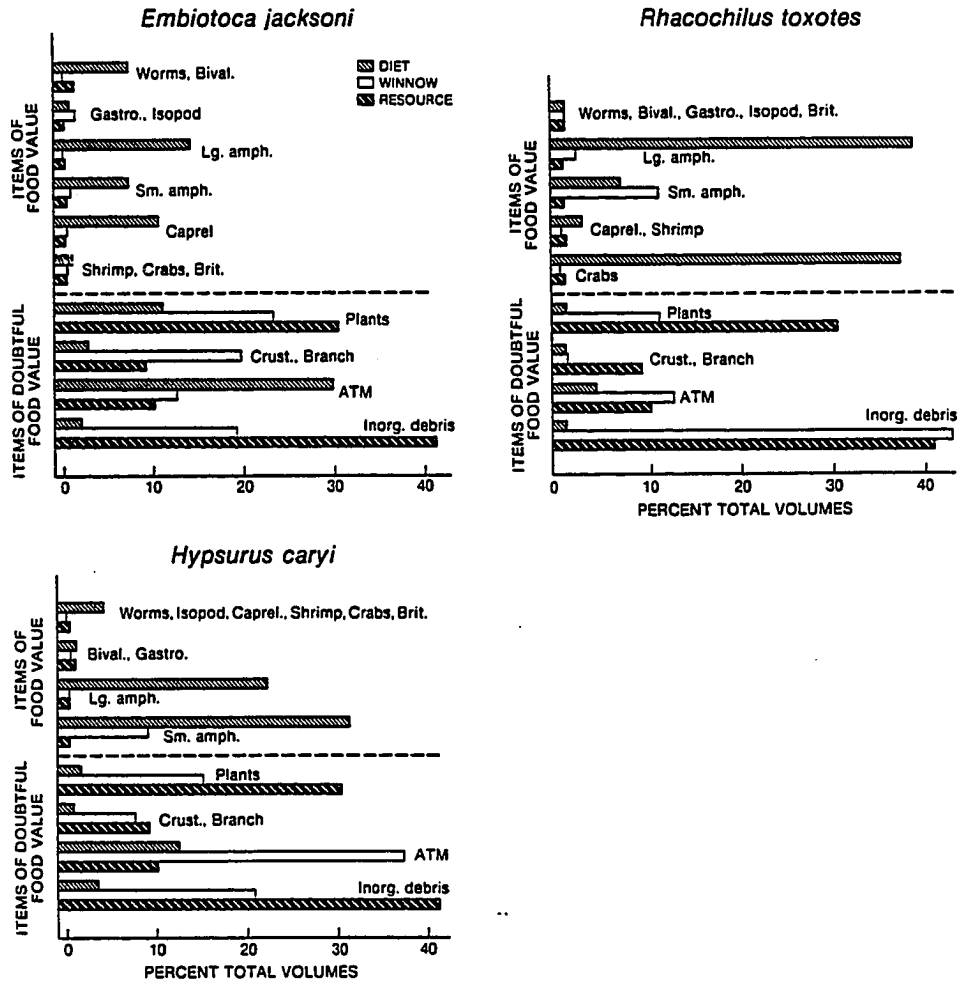 Embiotoca jacksoni
ITEMS OF
FOOD VALUE
ITEMS OF DOUBTFUL
FOOD VALUE
DIET
WINNOW
RESOURCE
Worms, Bival.
Gastro., Isopod
Lg. amph.
Sm. amph.
Caprel
Shrimp, Crabs, Brit.
Plants
Crust., Branch
ATM
Inorg. debris
0 10 20 30 40
Rhacochilus toxotes
ITEMS OF
FOOD VALUE
ITEMS OF DOUBTFUL
FOOD VALUE
Worms, Bival., Gastro., Isopod, Brit.
Lg. amph.
Sm. amph.
Caprel., Shrimp
Crabs
Plants
Crust., Branch
ATM
Inorg. debris
0 10 20 30 40
PERCENT TOTAL VOLUMES
Hypsurus caryi
ITEMS OF
FOOD VALUE
ITEMS OF DOUBTFUL
FOOD VALUE
Worms, Isopod, Caprel., Shrimp, Crabs, Brit.
Bival., Gastro.
Lg. amph.
Sm. amph.
Plants
Crust., Branch
ATM
Inorg. debris
0 10 20 30 40
PERCENT TOTAL VOLUMES